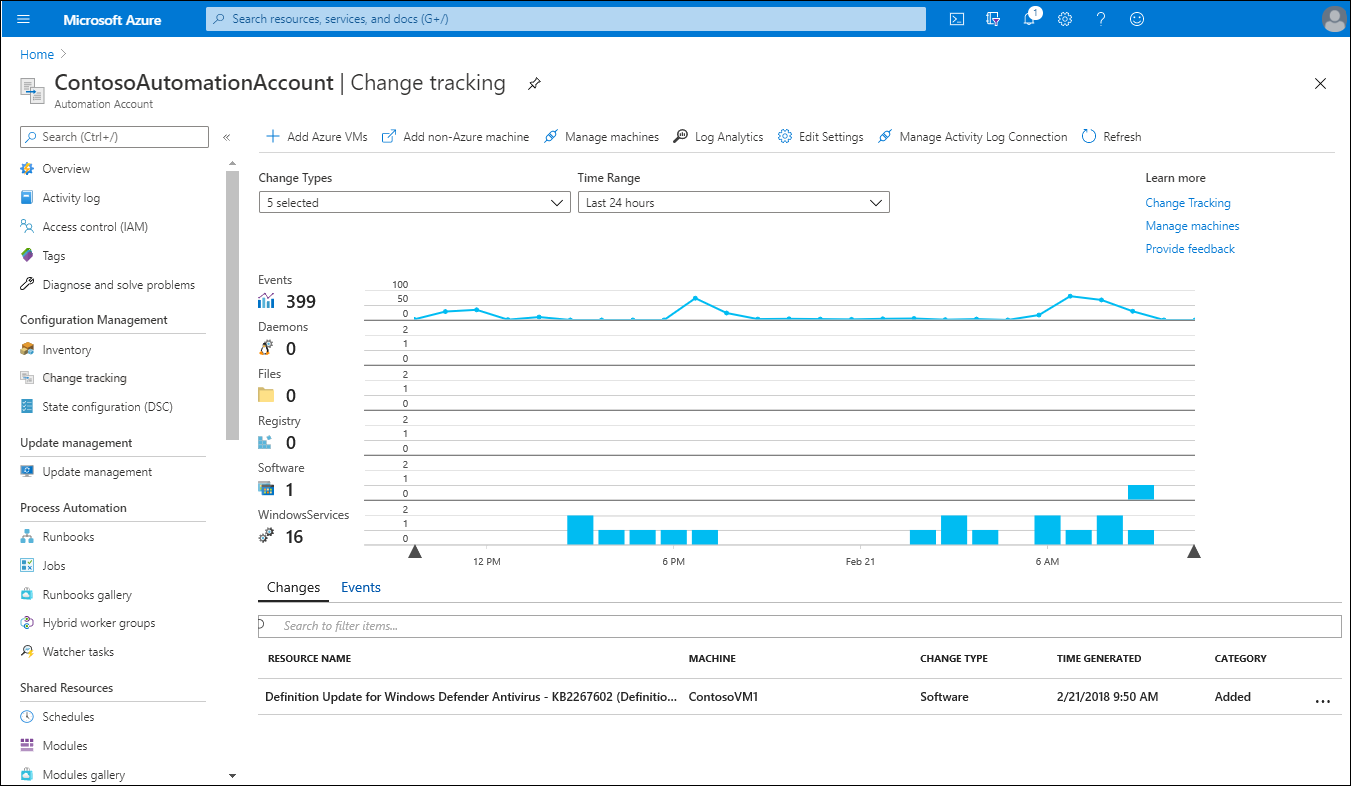 Microsoft Azure
Search resources, services, and docs (G+/)
1
Home
ContosoAutomationAccount | Change tracking
Automation Account
Search (Ctrl+/)
«
Overview
Activity log
Access control (IAM)
Tags
Diagnose and solve problems
Configuration Management
Inventory
Change tracking
State configuration (DSC)
Update management
Update management
Process Automation
Runbooks
Jobs
Runbooks gallery
Hybrid worker groups
Watcher tasks
Shared Resources
Schedules
Modules
Modules gallery
Add Azure VMs
Add non-Azure machine
Manage machines
Log Analytics
Edit Settings
Manage Activity Log Connection
Refresh
Change Types
5 selected
Time Range
Last 24 hours
Learn more
Change Tracking
Manage machines
Provide feedback
Events
399
100
50
0
Daemons
0
2
1
0
Files
0
2
1
0
Registry
0
2
1
0
Software
1
2
1
0
WindowsServices
16
2
1
0
12 PM
6 PM
Feb 21
6 AM
Changes
Events
Search to filter items...
RESOURCE NAME
MACHINE
CHANGE TYPE
TIME GENERATED
CATEGORY
Definition Update for Windows Defender Antivirus - KB2267602 (Definitio...
ContosoVM1
Software
2/21/2018 9:50 AM
Added
...